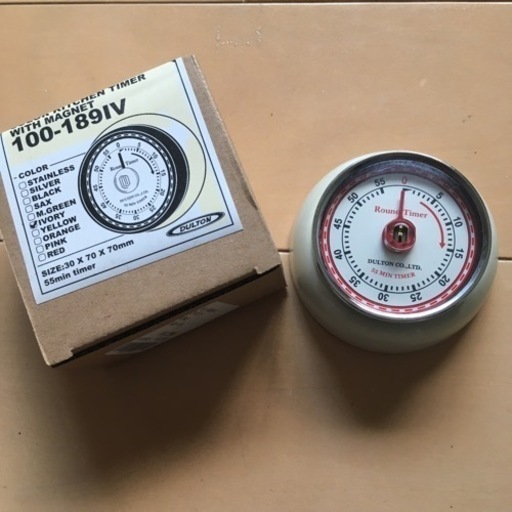 KITCHEN TIMER
WITH MAGNET
100-189IV
COLOR
STAINLESS
SILVER
BLACK
SAX
M.GREEN
IVORY
YELLOW
ORANGE
PINK
RED
SIZE:30 X 70 X 70mm
55min timer
DULTON
0
5
10
15
20
25
30
35
40
45
50
55
Round Timer
DULTON CO.,LTD.
55 MIN TIMER